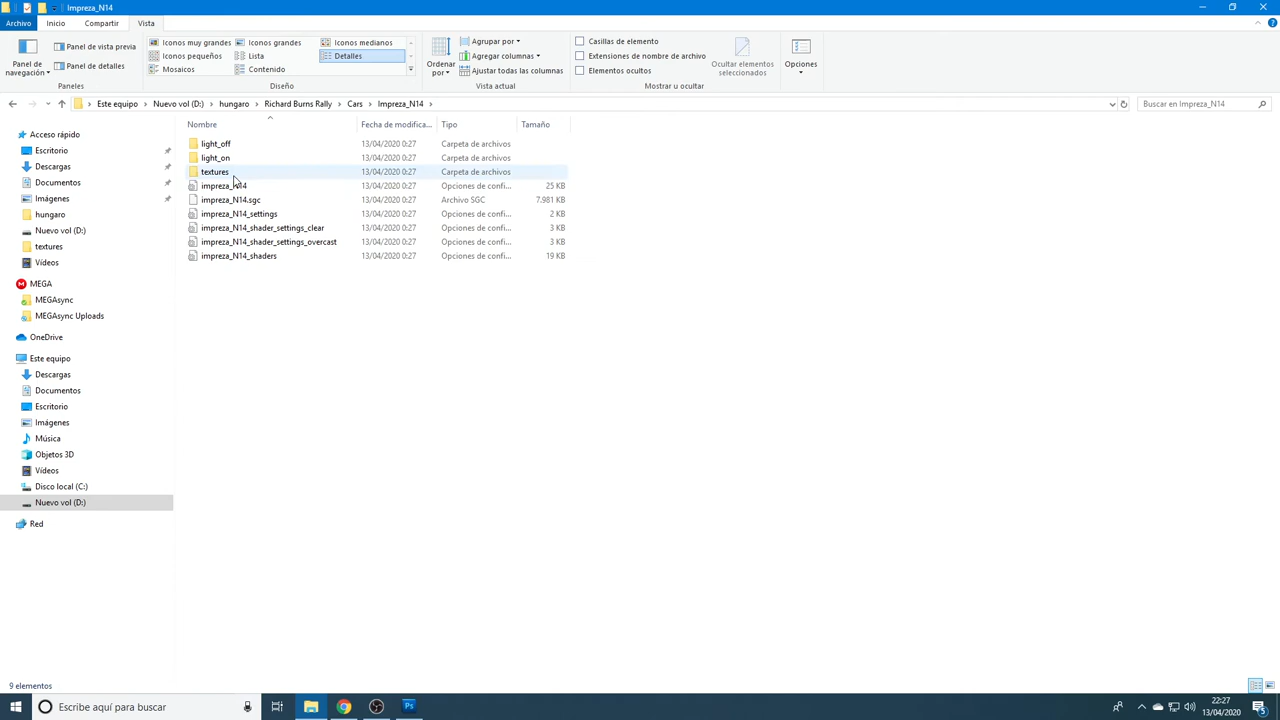 Impreza_N14
Archivo Inicio Compartir Vista
Panel de navegación
Panel de vista previa
Panel de detalles
Paneles
Iconos muy grandes Iconos grandes Iconos medianos
Iconos pequeños Lista Detalles
Mosaicos Contenido
Diseño
Ordenar por
Agrupar por
Agregar columnas
Ajustar todas las columnas
Vista actual
Casillas de elemento
Extensiones de nombre de archivo
Elementos ocultos
Ocultar elementos seleccionados
Mostrar u ocultar
Opciones
Este equipo > Nuevo vol (D:) > hungaro > Richard Burns Rally > Cars > Impreza_N14 >
Buscar en Impreza_N14
Acceso rápido
Escritorio
Descargas
Documentos
Imágenes
hungaro
Nuevo vol (D:)
textures
Vídeos
MEGA
MEGAsync
MEGAsync Uploads
OneDrive
Este equipo
Descargas
Documentos
Escritorio
Imágenes
Música
Objetos 3D
Vídeos
Disco local (C:)
Nuevo vol (D:)
Red
Nombre Fecha de modifica... Tipo Tamaño
light_off 13/04/2020 0:27 Carpeta de archivos
light_on 13/04/2020 0:27 Carpeta de archivos
textures 13/04/2020 0:27 Carpeta de archivos
impreza_N14 13/04/2020 0:27 Opciones de confi... 25 KB
impreza_N14.sgc 13/04/2020 0:27 Archivo SGC 7.981 KB
impreza_N14_settings 13/04/2020 0:27 Opciones de confi... 2 KB
impreza_N14_shader_settings_clear 13/04/2020 0:27 Opciones de confi... 3 KB
impreza_N14_shader_settings_overcast 13/04/2020 0:27 Opciones de confi... 3 KB
impreza_N14_shaders 13/04/2020 0:27 Opciones de confi... 19 KB
9 elementos
Escribe aquí para buscar
Ps
22:27
13/04/2020
5